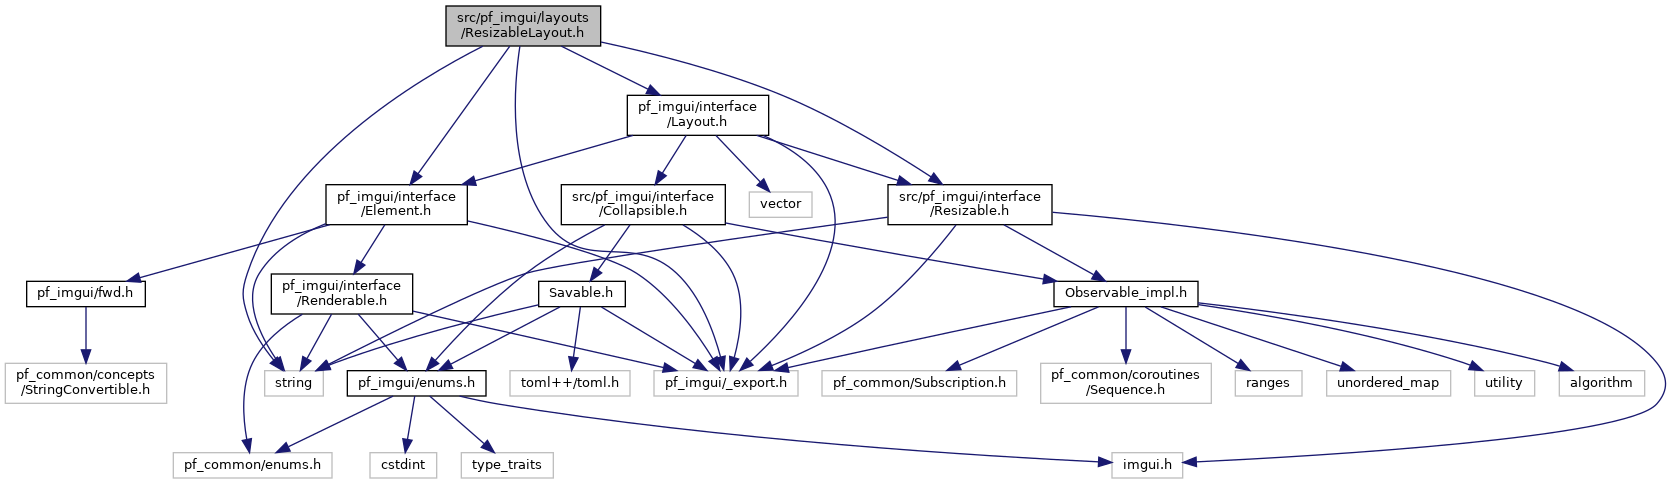 src/pf_imgui/layouts
/ResizableLayout.h
pf_imgui/interface
/Layout.h
pf_imgui/interface
/Element.h
src/pf_imgui/interface
/Collapsible.h
vector
src/pf_imgui/interface
/Resizable.h
pf_imgui/fwd.h
pf_imgui/interface
/Renderable.h
Savable.h
Observable_impl.h
pf_common/concepts
/StringConvertible.h
string
pf_imgui/enums.h
toml++/toml.h
pf_imgui/_export.h
pf_common/Subscription.h
pf_common/coroutines
/Sequence.h
ranges
unordered_map
utility
algorithm
pf_common/enums.h
cstdint
type_traits
imgui.h